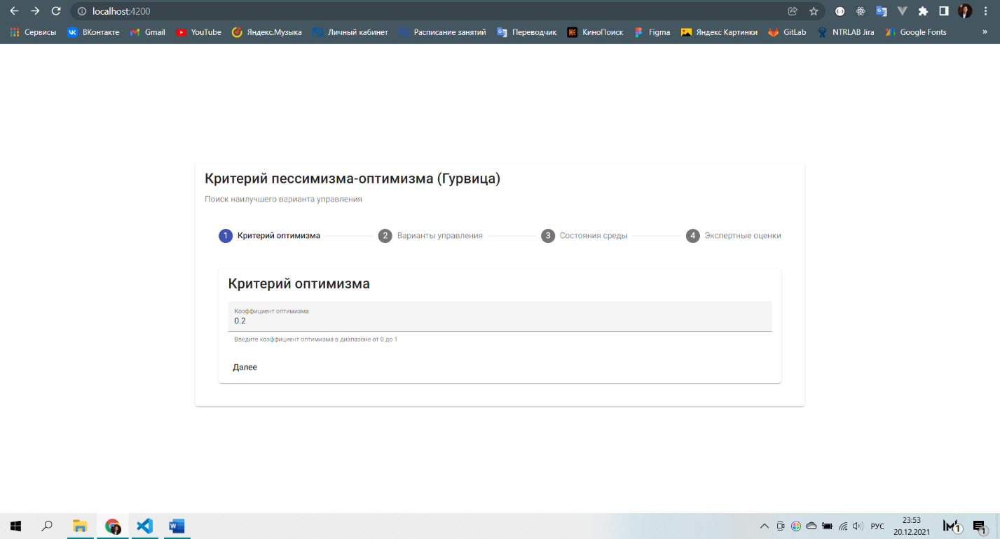 localhost:4200
Сервисы ВКонтакте Gmail YouTube Яндекс.Музыка Личный кабинет Расписание занятий Переводчик КиноПоиск Figma Яндекс Картинки GitLab NTRLAB Jira Google Fonts »
Критерий пессимизма-оптимизма (Гурвица)
Поиск наилучшего варианта управления
1 Критерий оптимизма 2 Варианты управления 3 Состояния среды 4 Экспертные оценки
Критерий оптимизма
Коэффициент оптимизма
0.2
Введите коэффициент оптимизма в диапазоне от 0 до 1
Далее
РУС
23:53
20.12.2021
1
1